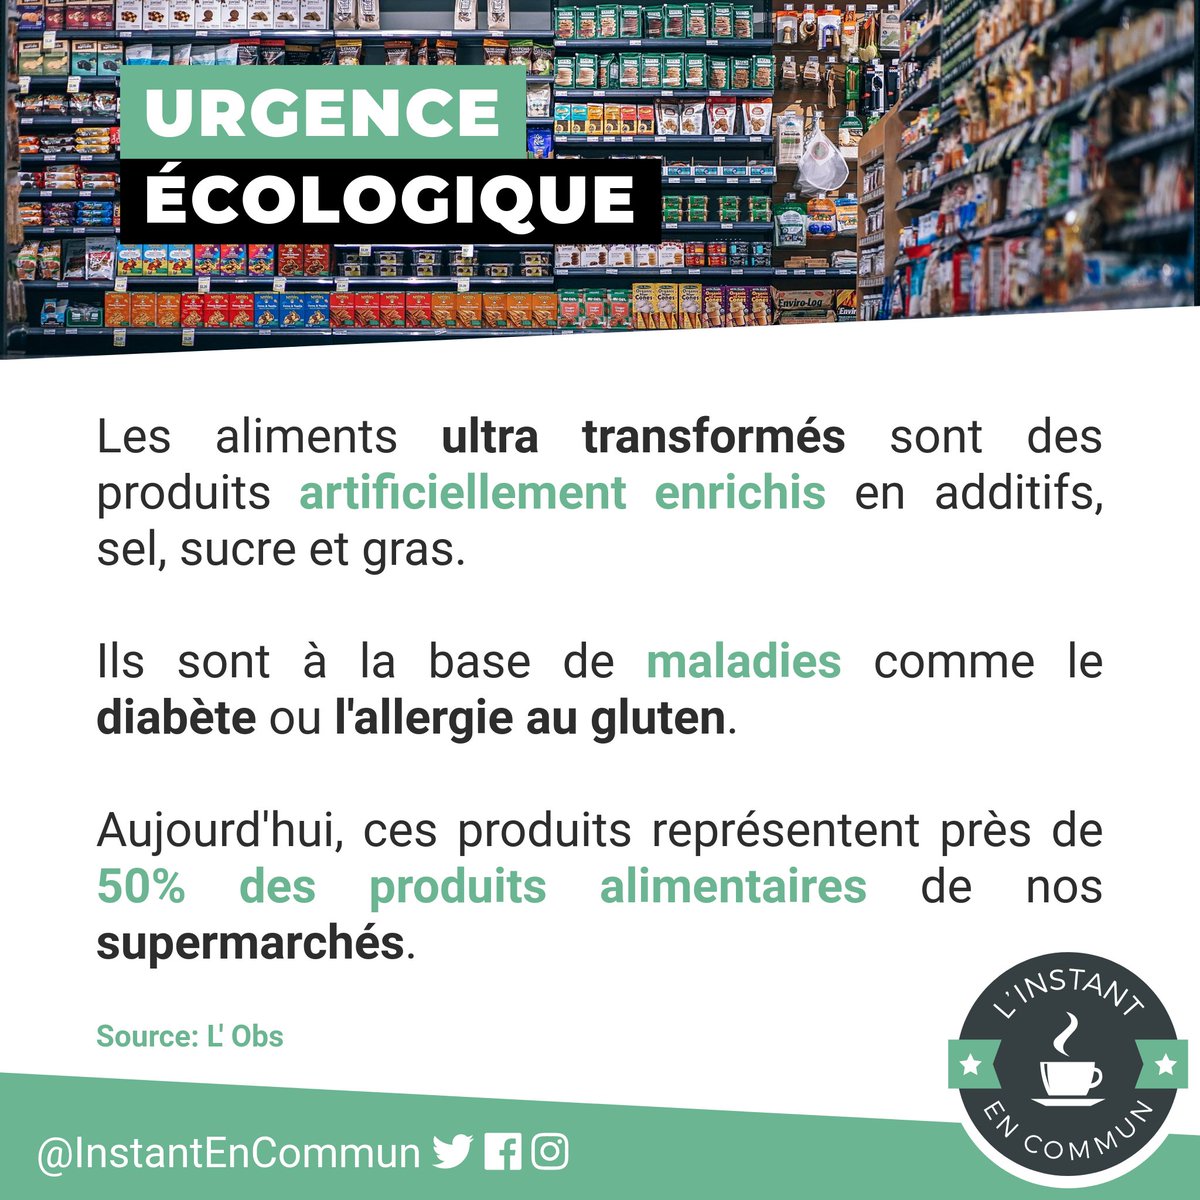 URGENCE
ÉCOLOGIQUE
Les aliments ultra transformés sont des
produits artificiellement enrichis en additifs,
sel, sucre et gras.
Ils sont à la base de maladies comme le
diabète ou l'allergie au gluten.
Aujourd'hui, ces produits représentent près de
50% des produits alimentaires de nos
supermarchés.
Source: L' Obs
L'INSTANT
EN COMMUN
@InstantEnCommun